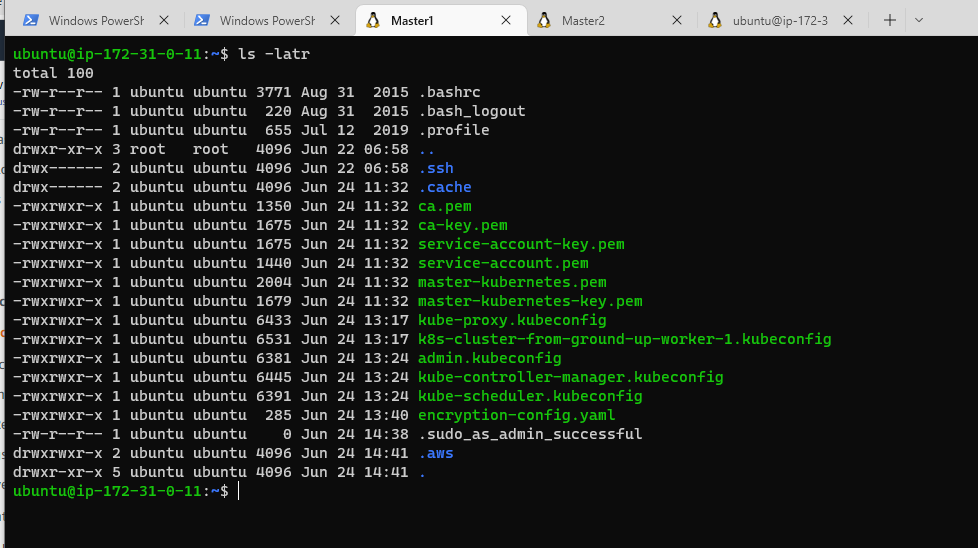 Windows PowerSh
Windows PowerSh
Master1
Master2
ubuntu@ip-172-3
ubuntu@ip-172-31-0-11:~$ ls -latr
total 100
-rw-r--r-- 1 ubuntu ubuntu 3771 Aug 31  2015 .bashrc
-rw-r--r-- 1 ubuntu ubuntu  220 Aug 31  2015 .bash_logout
-rw-r--r-- 1 ubuntu ubuntu  655 Jul 12  2019 .profile
drwxr-xr-x 3 root   root   4096 Jun 22 06:58 ..
drwx------ 2 ubuntu ubuntu 4096 Jun 22 06:58 .ssh
drwx------ 2 ubuntu ubuntu 4096 Jun 24 11:32 .cache
-rwxrwxr-x 1 ubuntu ubuntu 1350 Jun 24 11:32 ca.pem
-rwxrwxr-x 1 ubuntu ubuntu 1675 Jun 24 11:32 ca-key.pem
-rwxrwxr-x 1 ubuntu ubuntu 1675 Jun 24 11:32 service-account-key.pem
-rwxrwxr-x 1 ubuntu ubuntu 1440 Jun 24 11:32 service-account.pem
-rwxrwxr-x 1 ubuntu ubuntu 2004 Jun 24 11:32 master-kubernetes.pem
-rwxrwxr-x 1 ubuntu ubuntu 1679 Jun 24 11:32 master-kubernetes-key.pem
-rwxrwxr-x 1 ubuntu ubuntu 6433 Jun 24 13:17 kube-proxy.kubeconfig
-rwxrwxr-x 1 ubuntu ubuntu 6531 Jun 24 13:17 k8s-cluster-from-ground-up-worker-1.kubeconfig
-rwxrwxr-x 1 ubuntu ubuntu 6381 Jun 24 13:24 admin.kubeconfig
-rwxrwxr-x 1 ubuntu ubuntu 6445 Jun 24 13:24 kube-controller-manager.kubeconfig
-rwxrwxr-x 1 ubuntu ubuntu 6391 Jun 24 13:24 kube-scheduler.kubeconfig
-rwxrwxr-x 1 ubuntu ubuntu  285 Jun 24 13:40 encryption-config.yaml
-rw-r--r-- 1 ubuntu ubuntu    0 Jun 24 14:38 .sudo_as_admin_successful
drwxrwxr-x 2 ubuntu ubuntu 4096 Jun 24 14:41 .aws
drwxr-xr-x 5 ubuntu ubuntu 4096 Jun 24 14:41 .
ubuntu@ip-172-31-0-11:~$